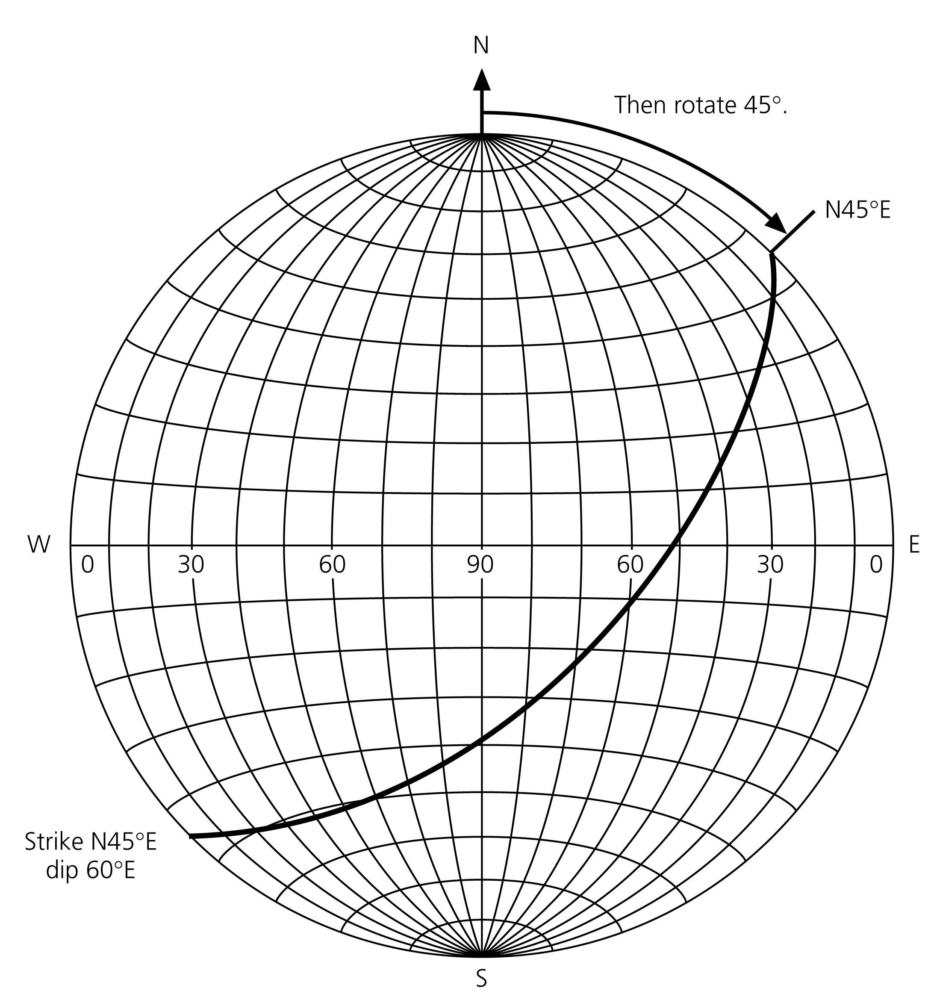 N
Then rotate 45°.
N45°E
W
E
0
30
60
90
60
30
0
Strike N45°E
dip 60°E
S